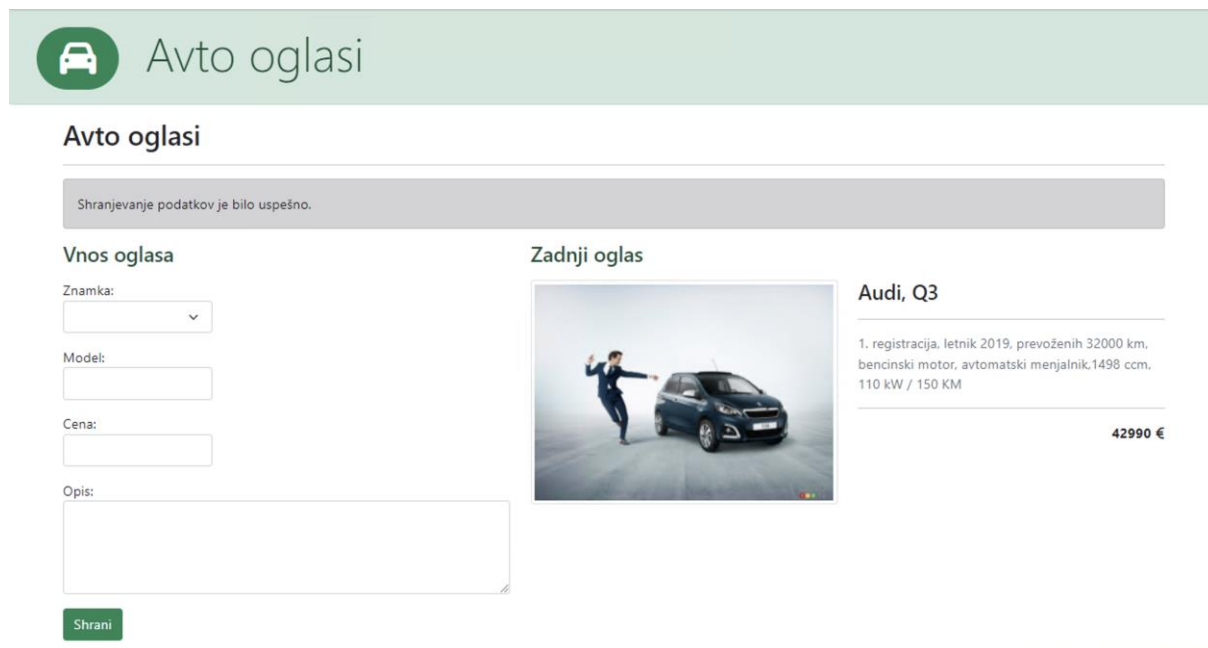 Avto oglasi
Avto oglasi
Shranjevanje podatkov je bilo uspešno.
Vnos oglasa
Znamka:
Model:
Cena:
Opis:
Shrani
Zadnji oglas
Audi, Q3
1. registracija, letnik 2019, prevoženih 32000 km,
bencinski motor, avtomatski menjalnik,1498 ccm,
110 kW / 150 KM
42990 €